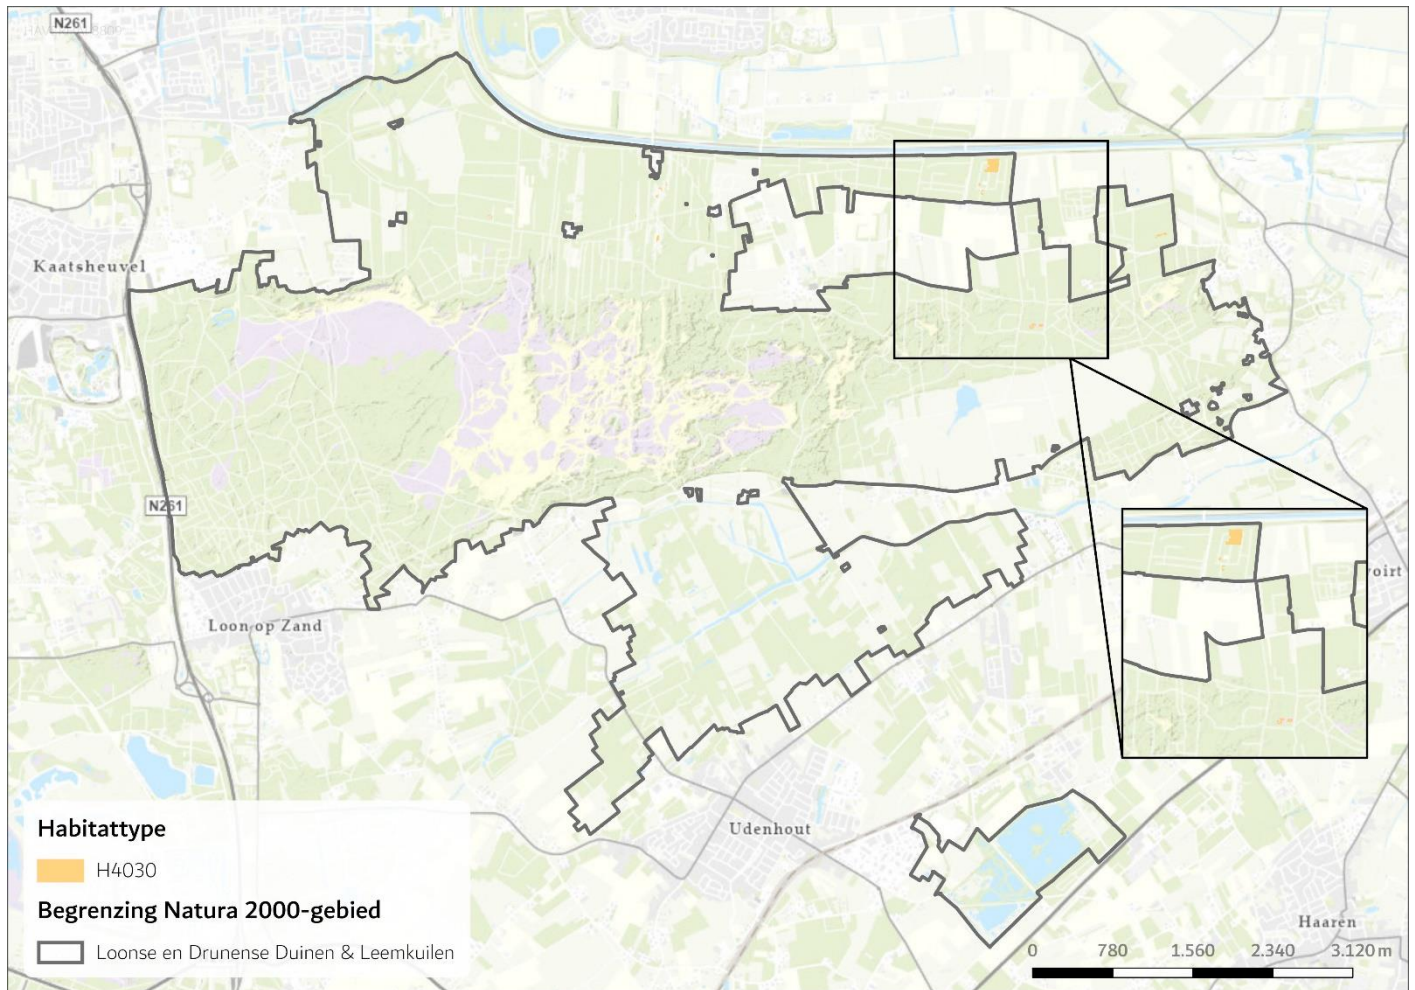 N261
Kaatsheuvel
N261
Loon op Zand
voirt
Udenhout
Haaren
Habitattype
H4030
Begrenzing Natura 2000-gebied
Loonse en Drunense Duinen & Leemkuilen
0 780 1.560 2.340 3.120 m